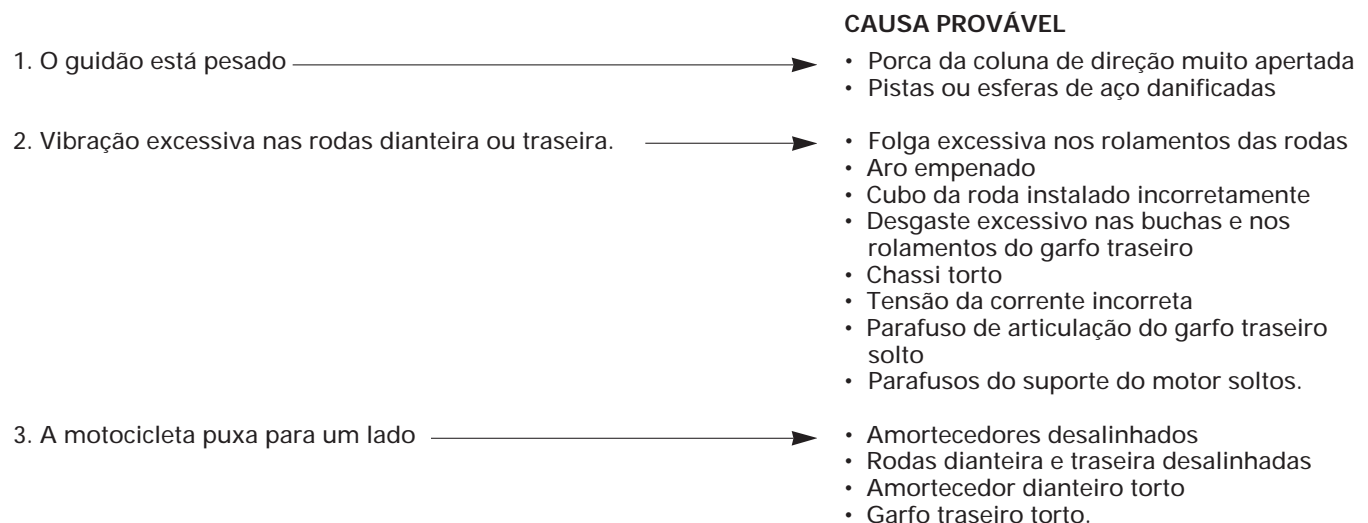 CAUSA PROVÁVEL
1. O guidão está pesado
• Porca da coluna de direção muito apertada
• Pistas ou esferas de aço danificadas
2. Vibração excessiva nas rodas dianteira ou traseira.
• Folga excessiva nos rolamentos das rodas
• Aro empenado
• Cubo da roda instalado incorretamente
• Desgaste excessivo nas buchas e nos
rolamentos do garfo traseiro
• Chassi torto
• Tensão da corrente incorreta
• Parafuso de articulação do garfo traseiro
solto
• Parafusos do suporte do motor soltos.
3. A motocicleta puxa para um lado
• Amortecedores desalinhados
• Rodas dianteira e traseira desalinhadas
• Amortecedor dianteiro torto
• Garfo traseiro torto.